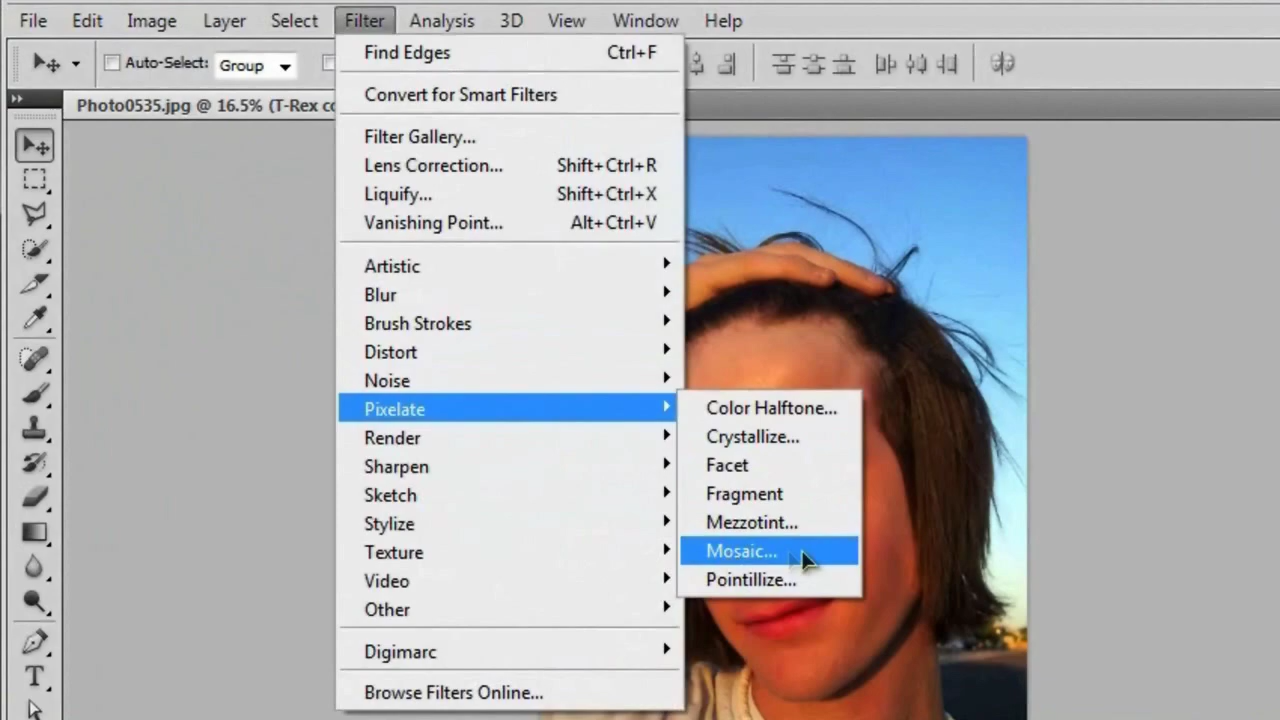 File Edit Image Layer Select Filter Analysis 3D View Window Help
Auto-Select: Group
Photo0535.jpg @ 16.5% (T-Rex
Find Edges Ctrl+F
Convert for Smart Filters
Filter Gallery...
Lens Correction... Shift+Ctrl+R
Liquify... Shift+Ctrl+X
Vanishing Point... Alt+Ctrl+V
Artistic
Blur
Brush Strokes
Distort
Noise
Pixelate
Render
Sharpen
Sketch
Stylize
Texture
Video
Other
Digimarc
Browse Filters Online...
Color Halftone...
Crystallize...
Facet
Fragment
Mezzotint...
Mosaic...
Pointillize...
T